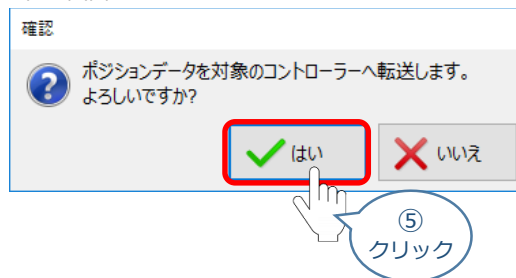 確認
ポジションデータを対象のコントローラーへ転送します。
よろしいですか?
はい
いいえ
⑤
クリック